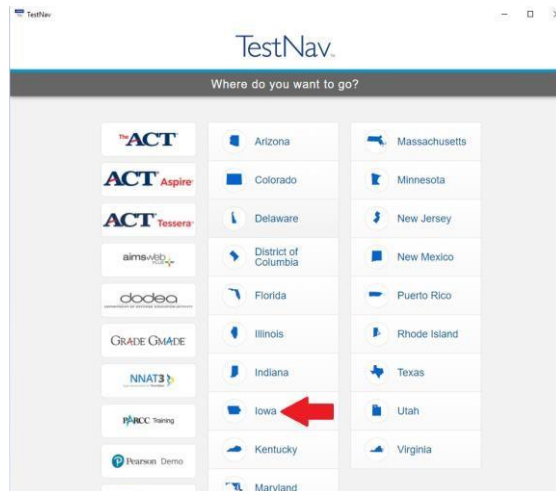 TestNav
TestNav
Where do you want to go?
The ACT
ACT Aspire
ACT Tessera
aimsweb
dodea
GRADE GMADE
NNAT3
PARCC Training
Pearson Demo
Arizona
Colorado
Delaware
District of
Columbia
Florida
Illinois
Indiana
Iowa
Kentucky
Maryland
Massachusetts
Minnesota
New Jersey
New Mexico
Puerto Rico
Rhode Island
Texas
Utah
Virginia